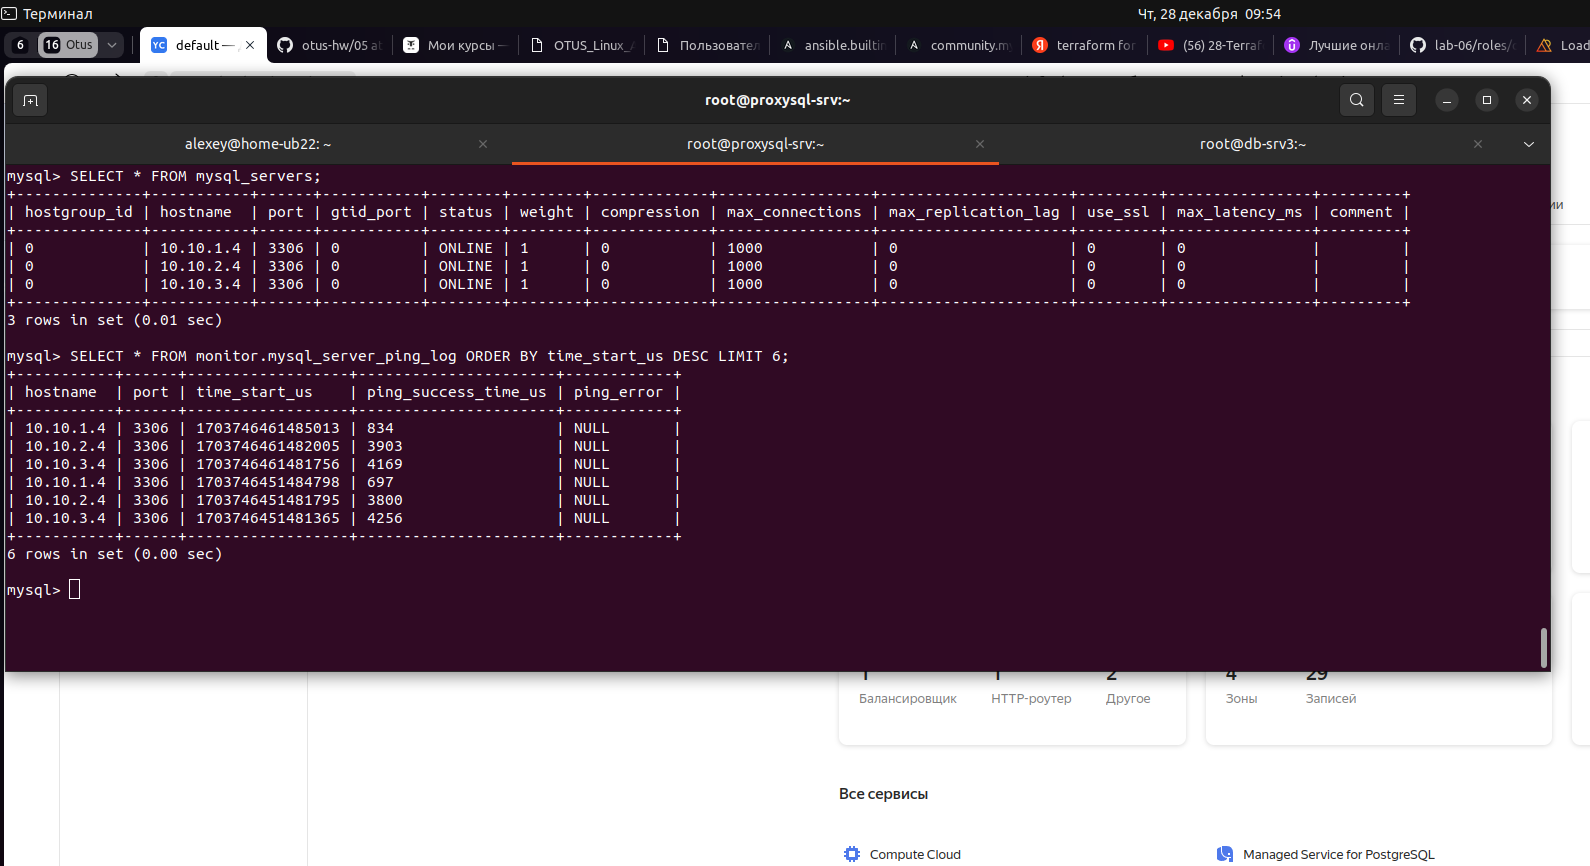 Терминал
Чт, 28 декабря 09:54
6 16 Otus default — otus-hw/05 Мои курсы — OTUS_Linux_ Пользовател ansible.builtin community.my terraform for (56) 28-Terraf Лучшие онла lab-06/roles/ Load
root@proxysql-srv:~
alexey@home-ub22: ~ root@proxysql-srv:~ root@db-srv3:~
mysql> SELECT * FROM mysql_servers;
+--------------+-----------+------+-----------+--------+--------+-------------+-----------------+---------------------+---------+----------------+---------+
| hostgroup_id | hostname  | port | gtid_port | status | weight | compression | max_connections | max_replication_lag | use_ssl | max_latency_ms | comment |
+--------------+-----------+------+-----------+--------+--------+-------------+-----------------+---------------------+---------+----------------+---------+
| 0            | 10.10.1.4 | 3306 | 0         | ONLINE | 1      | 0           | 1000            | 0                   | 0       | 0              |         |
| 0            | 10.10.2.4 | 3306 | 0         | ONLINE | 1      | 0           | 1000            | 0                   | 0       | 0              |         |
| 0            | 10.10.3.4 | 3306 | 0         | ONLINE | 1      | 0           | 1000            | 0                   | 0       | 0              |         |
+--------------+-----------+------+-----------+--------+--------+-------------+-----------------+---------------------+---------+----------------+---------+
3 rows in set (0.01 sec)
mysql> SELECT * FROM monitor.mysql_server_ping_log ORDER BY time_start_us DESC LIMIT 6;
+-----------+------+------------------+----------------------+------------+
| hostname  | port | time_start_us    | ping_success_time_us | ping_error |
+-----------+------+------------------+----------------------+------------+
| 10.10.1.4 | 3306 | 1703746461485013 | 834                  | NULL       |
| 10.10.2.4 | 3306 | 1703746461482005 | 3903                 | NULL       |
| 10.10.3.4 | 3306 | 1703746461481756 | 4169                 | NULL       |
| 10.10.1.4 | 3306 | 1703746451484798 | 697                  | NULL       |
| 10.10.2.4 | 3306 | 1703746451481795 | 3800                 | NULL       |
| 10.10.3.4 | 3306 | 1703746451481365 | 4256                 | NULL       |
+-----------+------+------------------+----------------------+------------+
6 rows in set (0.00 sec)
mysql>
ии
1 1 2 4 29
Балансировщик HTTP-роутер Другое Зоны Записей
Все сервисы
Compute Cloud Managed Service for PostgreSQL